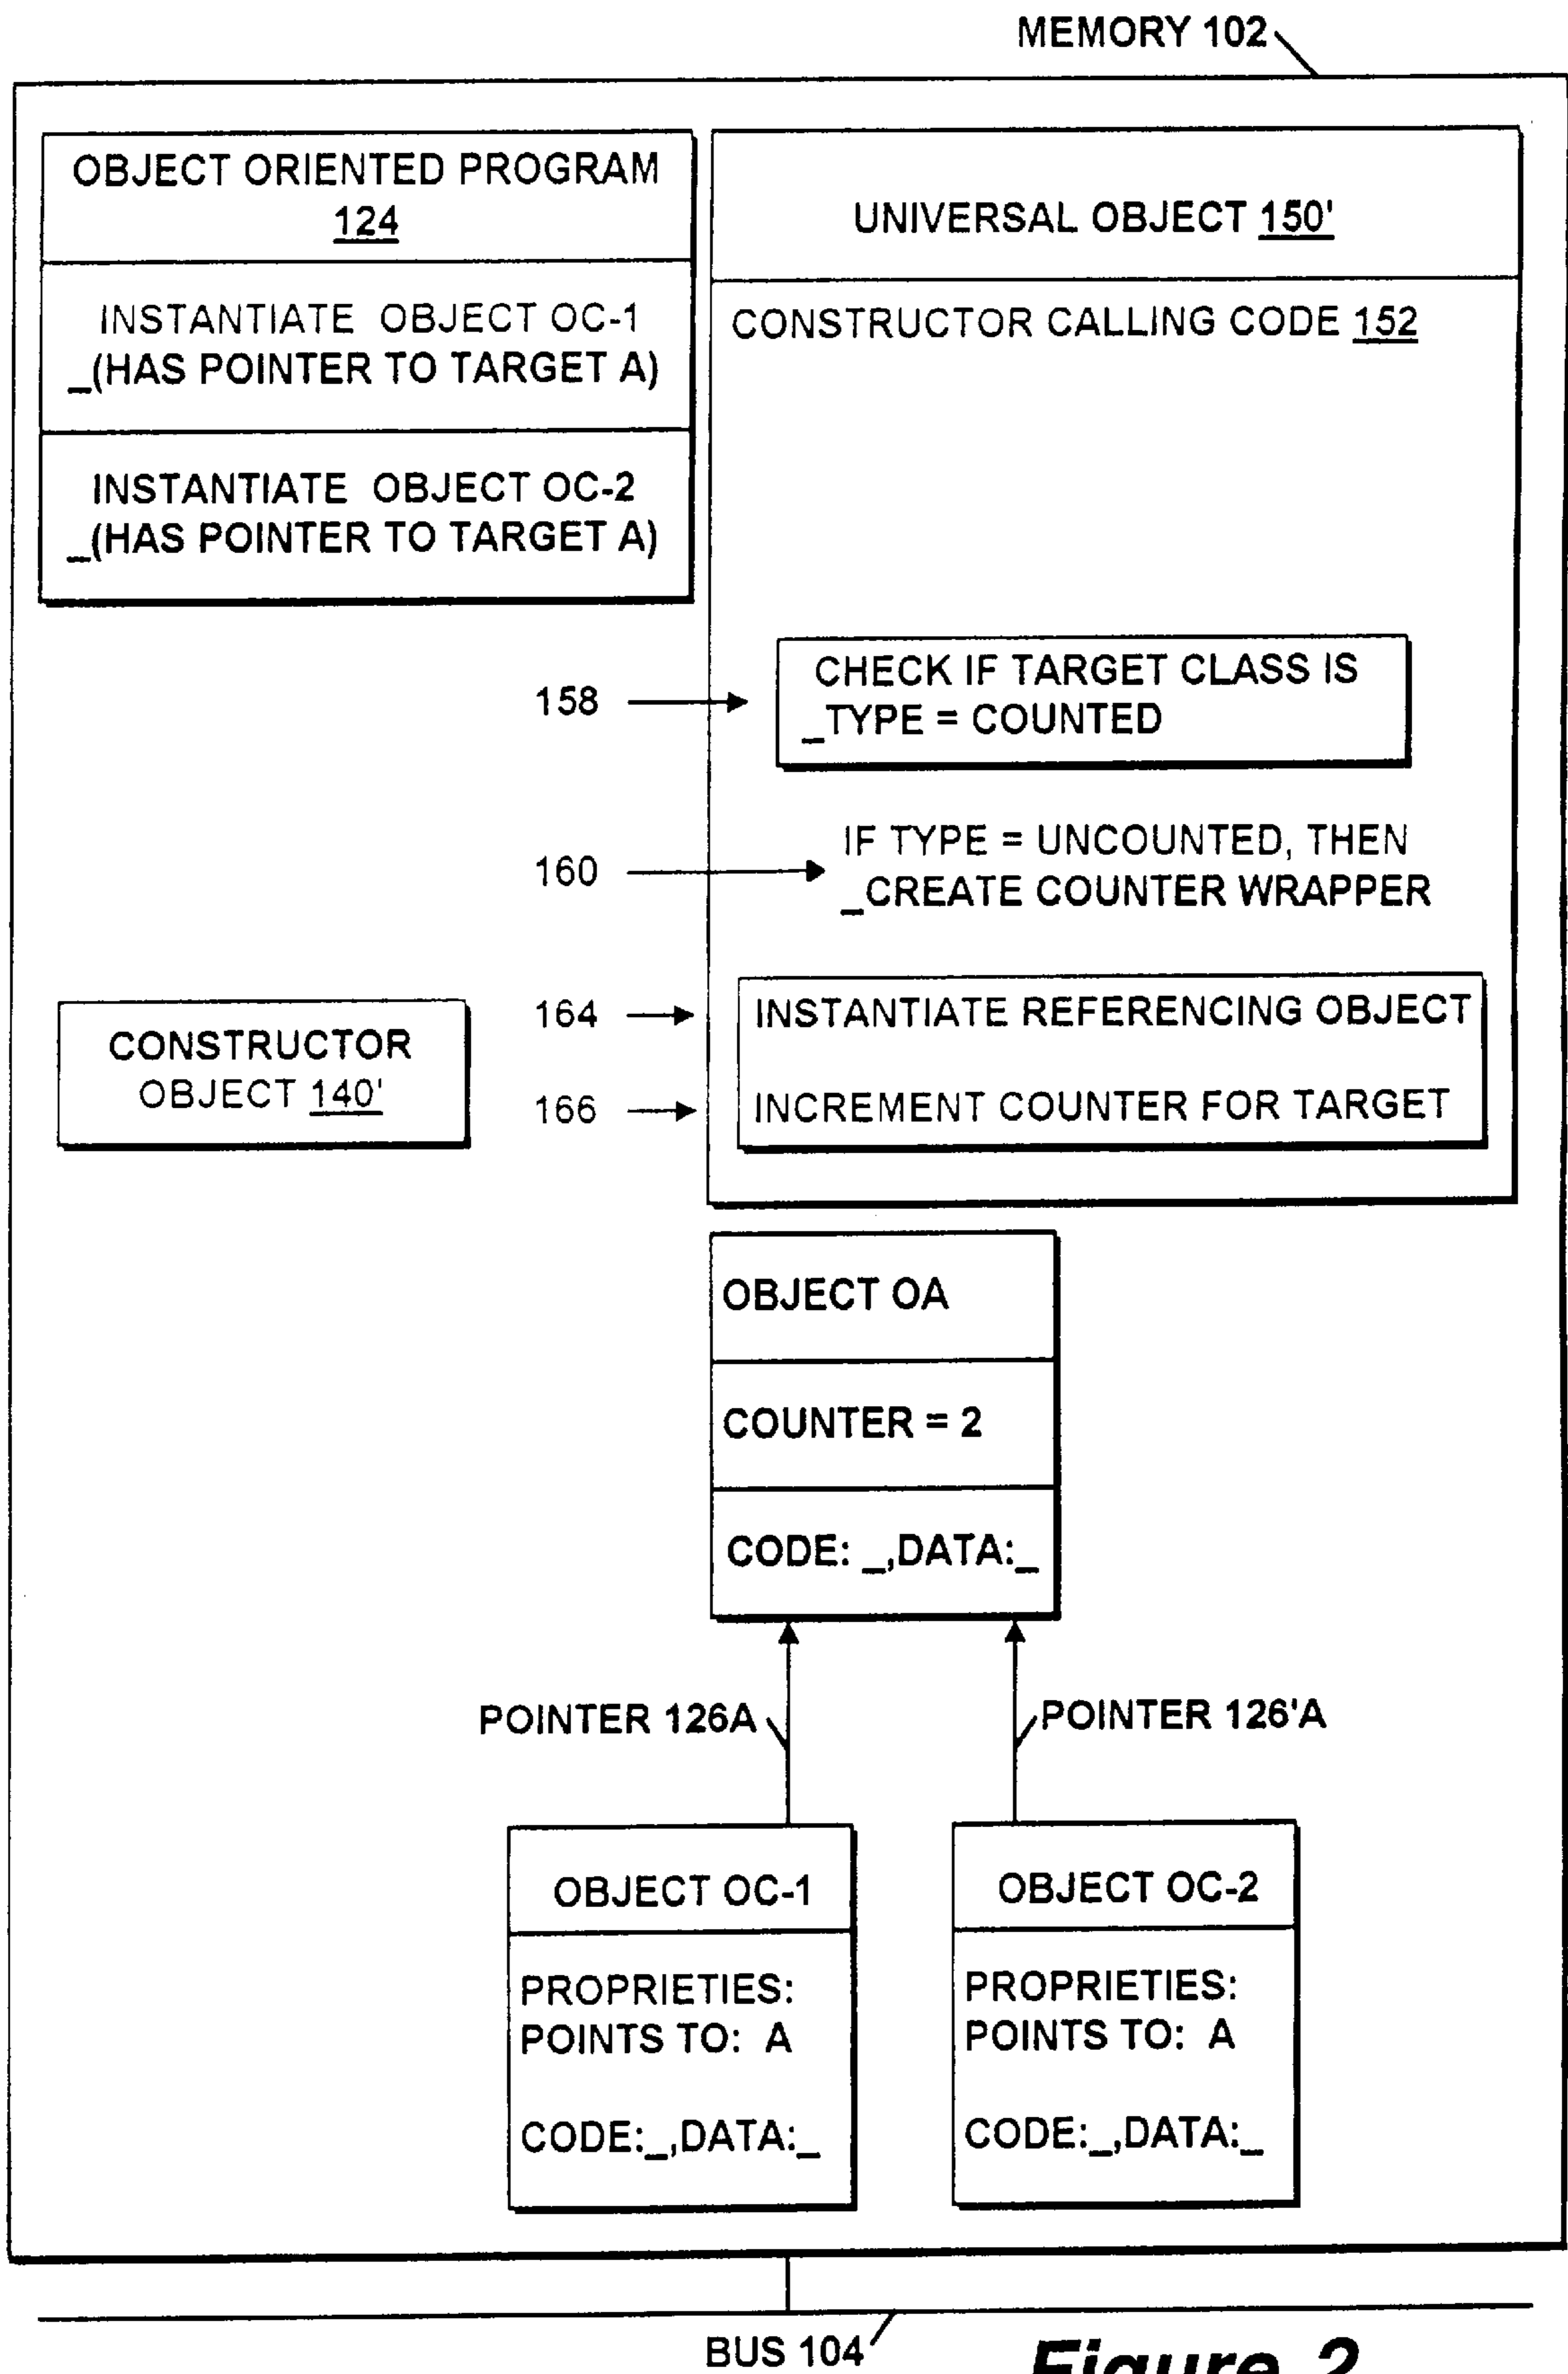 MEMORY 102
OBJECT ORIENTED PROGRAM
124
INSTANTIATE OBJECT OC-1
_(HAS POINTER TO TARGET A)
INSTANTIATE OBJECT OC-2
_(HAS POINTER TO TARGET A)
UNIVERSAL OBJECT 150'
CONSTRUCTOR CALLING CODE 152
158
CHECK IF TARGET CLASS IS
_TYPE = COUNTED
160
IF TYPE = UNCOUNTED, THEN
_CREATE COUNTER WRAPPER
CONSTRUCTOR
OBJECT 140'
164
INSTANTIATE REFERENCING OBJECT
166
INCREMENT COUNTER FOR TARGET
OBJECT OA
COUNTER = 2
CODE: _,DATA:_
POINTER 126A
POINTER 126'A
OBJECT OC-1
PROPRIETIES:
POINTS TO: A
CODE:_,DATA:_
OBJECT OC-2
PROPRIETIES:
POINTS TO: A
CODE:_,DATA:_
BUS 104
Figure 2